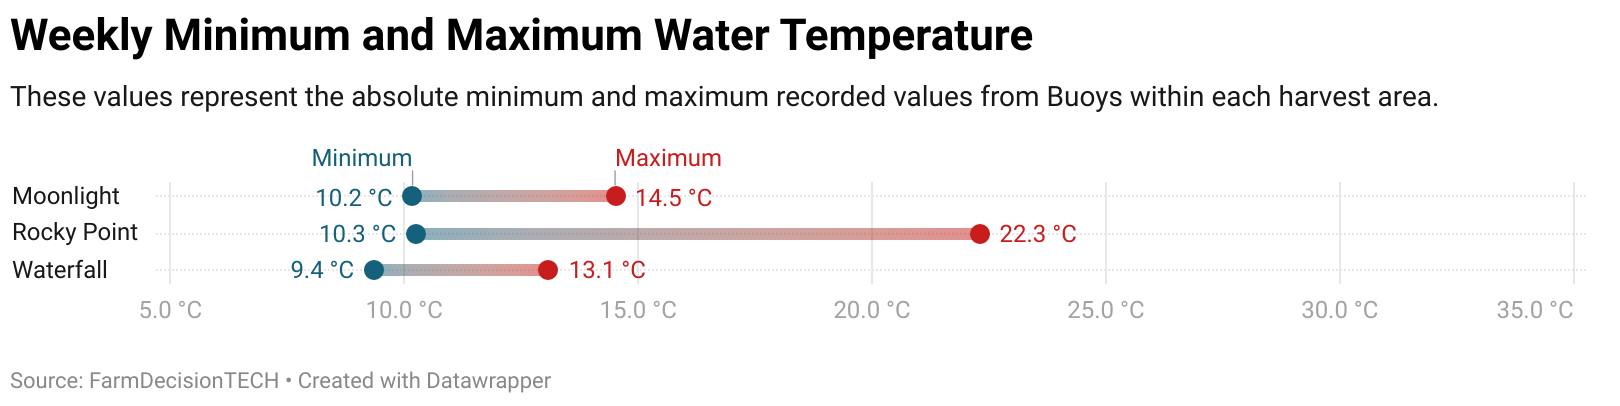 Weekly Minimum and Maximum Water Temperature
These values represent the absolute minimum and maximum recorded values from Buoys within each harvest area.
Minimum Maximum
Moonlight 10.2 °C 14.5 °C
Rocky Point 10.3 °C 22.3 °C
Waterfall 9.4 °C 13.1 °C
5.0 °C 10.0 °C 15.0 °C 20.0 °C 25.0 °C 30.0 °C 35.0 °C
Source: FarmDecisionTECH • Created with Datawrapper